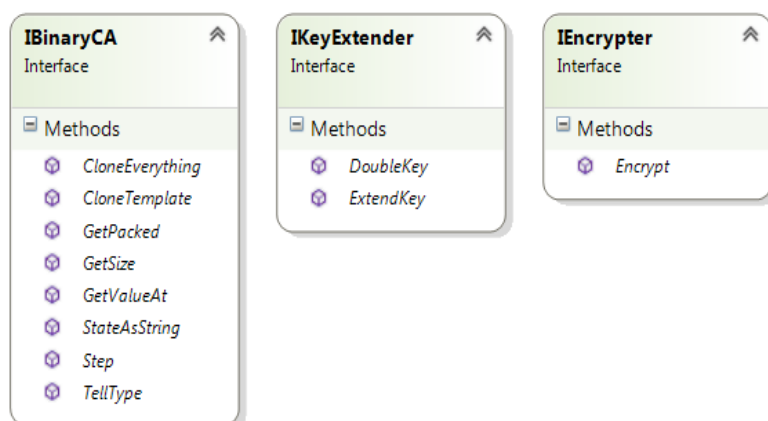 IBinaryCA
Interface
Methods
CloneEverything
CloneTemplate
GetPacked
GetSize
GetValueAt
StateAsString
Step
TellType
IKeyExtender
Interface
Methods
DoubleKey
ExtendKey
IEncrypter
Interface
Methods
Encrypt